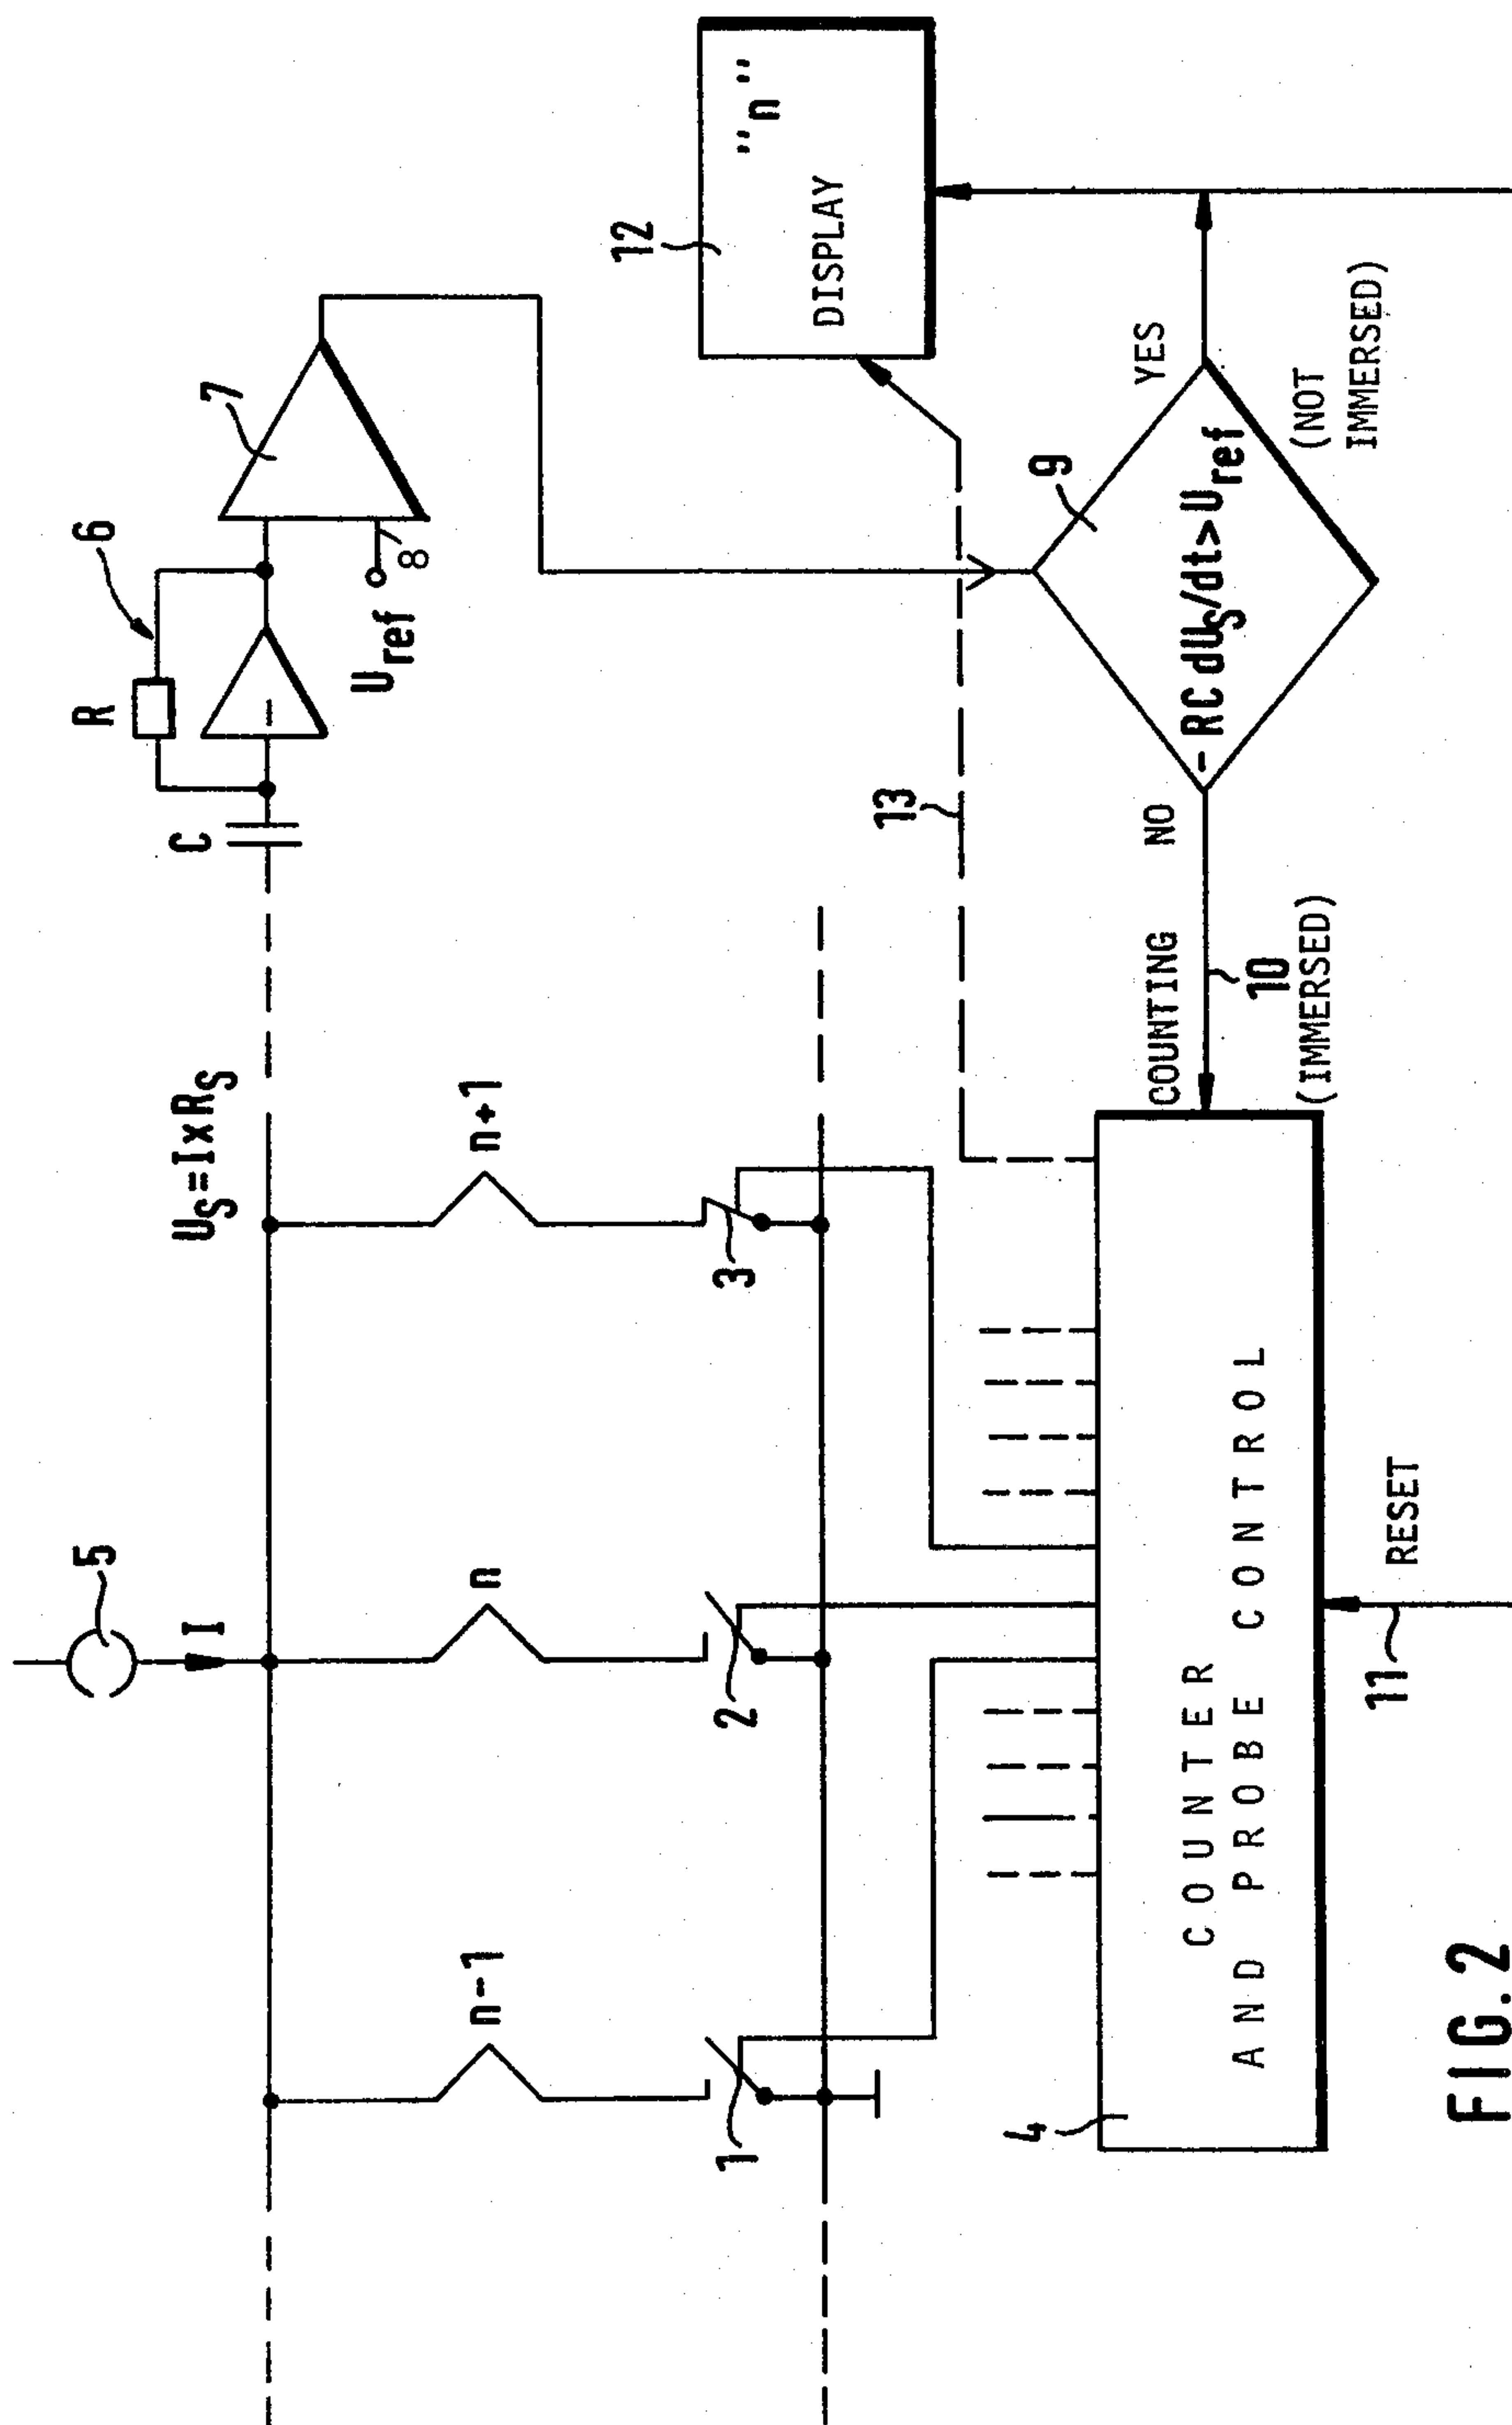 5
I
U_S=I×R_S
R
6
7
C
U_ref
8
n-1
n
n+1
12
"n"
DISPLAY
1
2
3
13
9
YES
-RC dU_S/dt>U_ref
(NOT
IMMERSED)
NO
COUNTING
10
(IMMERSED)
4
COUNTER
AND PROBE CONTROL
11
RESET
FIG.2